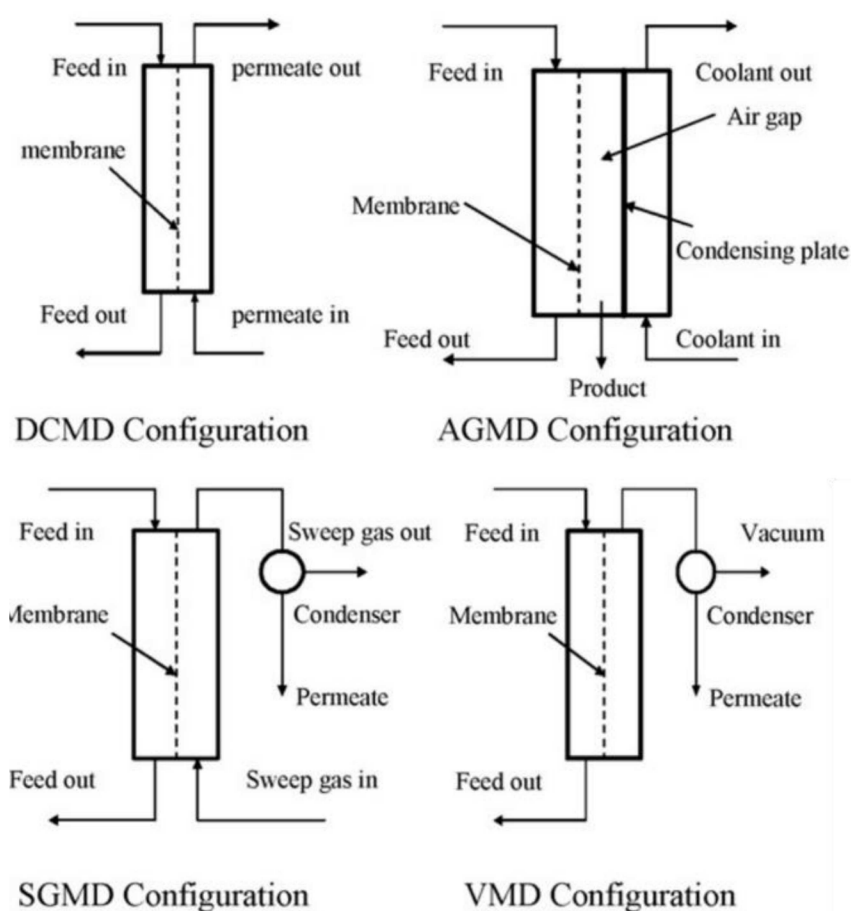 Feed in
permeate out
membrane
Feed out
permeate in
DCMD Configuration
Feed in
Coolant out
Air gap
Membrane
Condensing plate
Feed out
Coolant in
Product
AGMD Configuration
Feed in
Sweep gas out
Membrane
Condenser
Permeate
Feed out
Sweep gas in
SGMD Configuration
Feed in
Vacuum
Membrane
Condenser
Permeate
Feed out
VMD Configuration